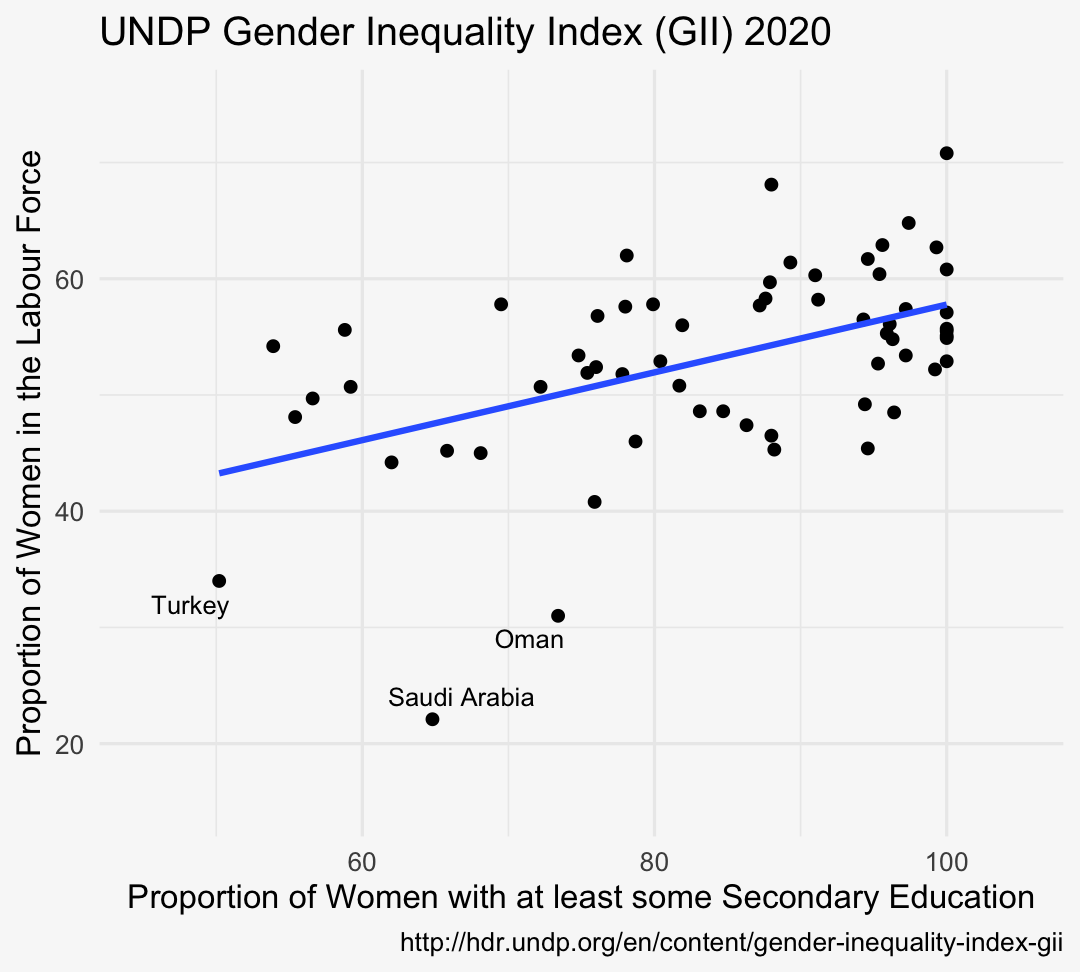 UNDP Gender Inequality Index (GII) 2020
Proportion of Women in the Labour Force
60
40
20
Turkey
Oman
Saudi Arabia
60 80 100
Proportion of Women with at least some Secondary Education
http://hdr.undp.org/en/content/gender-inequality-index-gii